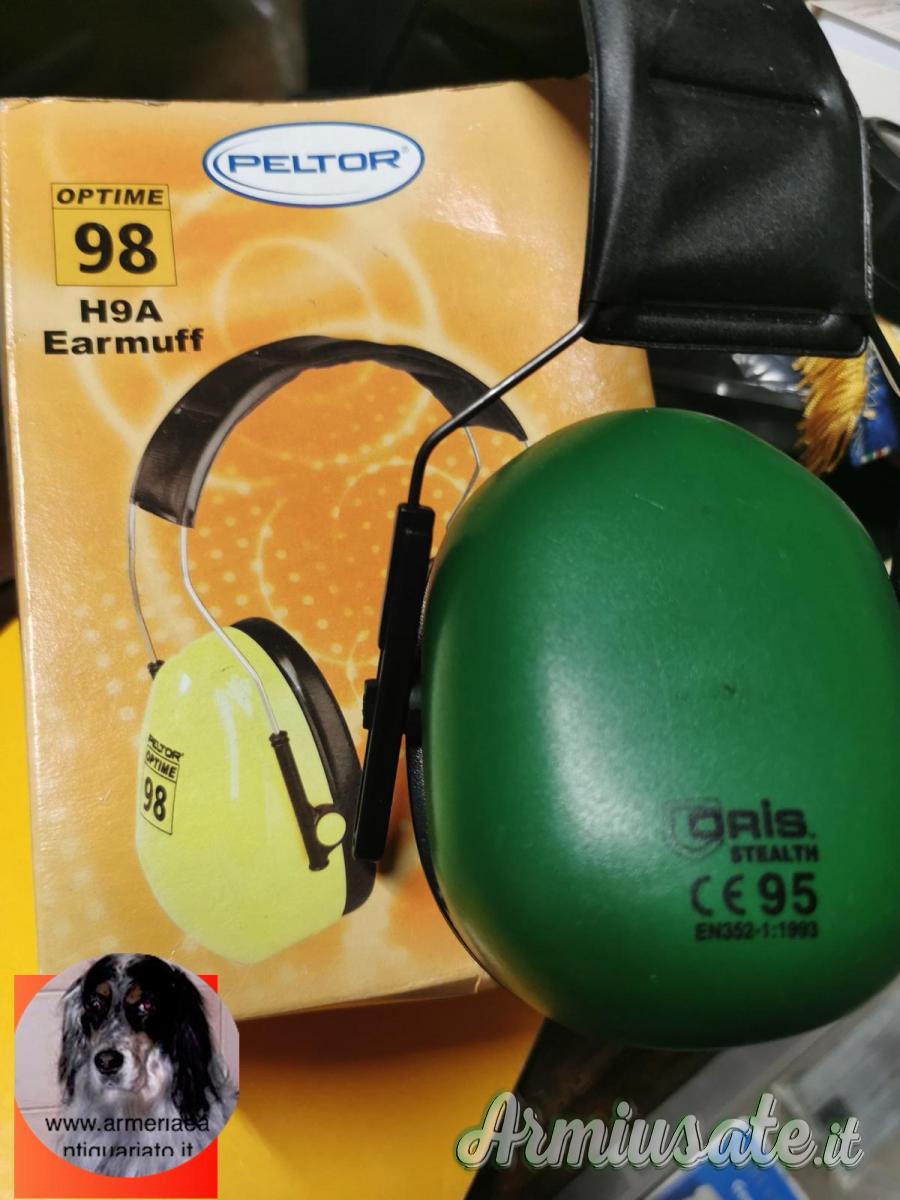 PELTOR®
OPTIME
98
H9A
Earmuff
PELTOR
OPTIME
98
ORIS™
STEALTH
CE 95
EN352-1:1993
www.armeriaea
ntiquariato.it
Armiusate.it